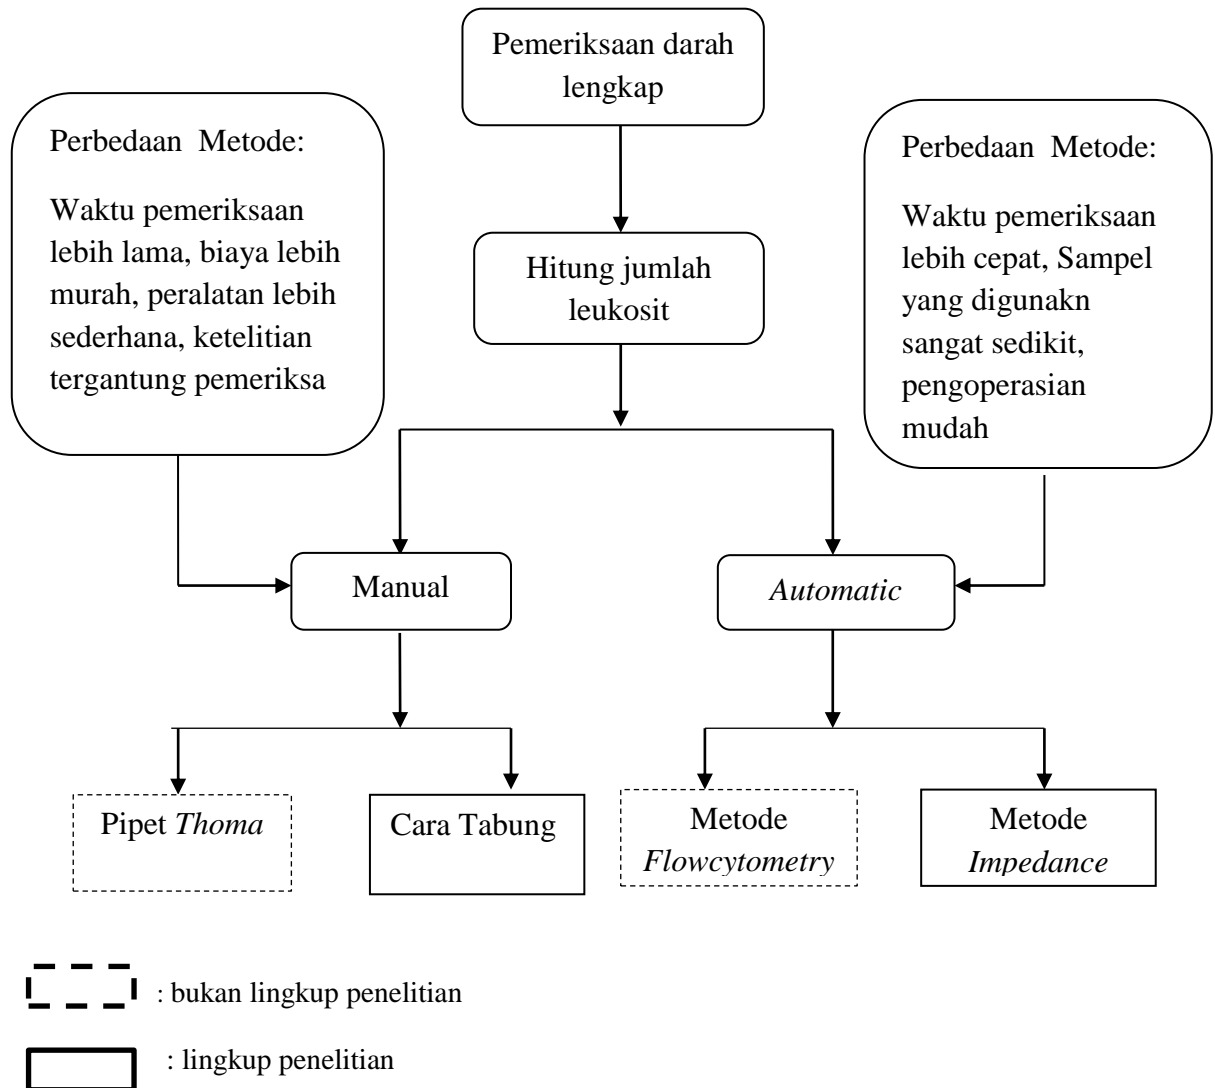 Pemeriksaan darah
lengkap
Perbedaan Metode:
Waktu pemeriksaan
lebih lama, biaya lebih
murah, peralatan lebih
sederhana, ketelitian
tergantung pemeriksa
Perbedaan Metode:
Waktu pemeriksaan
lebih cepat, Sampel
yang digunakn
sangat sedikit,
pengoperasian
mudah
Hitung jumlah
leukosit
Manual
Automatic
Pipet Thoma
Cara Tabung
Metode
Flowcytometry
Metode
Impedance
: bukan lingkup penelitian
: lingkup penelitian